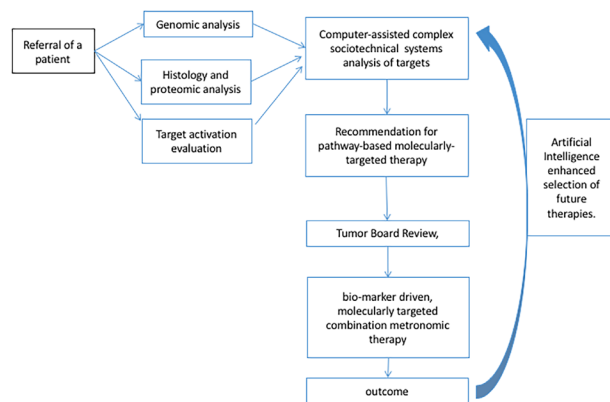 Referral of a
patient
Genomic analysis
Histology and
proteomic analysis
Target activation
evaluation
Computer-assisted complex
sociotechnical systems
analysis of targets
Recommendation for
pathway-based molecularly-
targeted therapy
Tumor Board Review,
bio-marker driven,
molecularly targeted
combination metronomic
therapy
outcome
Artificial
Intelligence
enhanced
selection of
future
therapies.